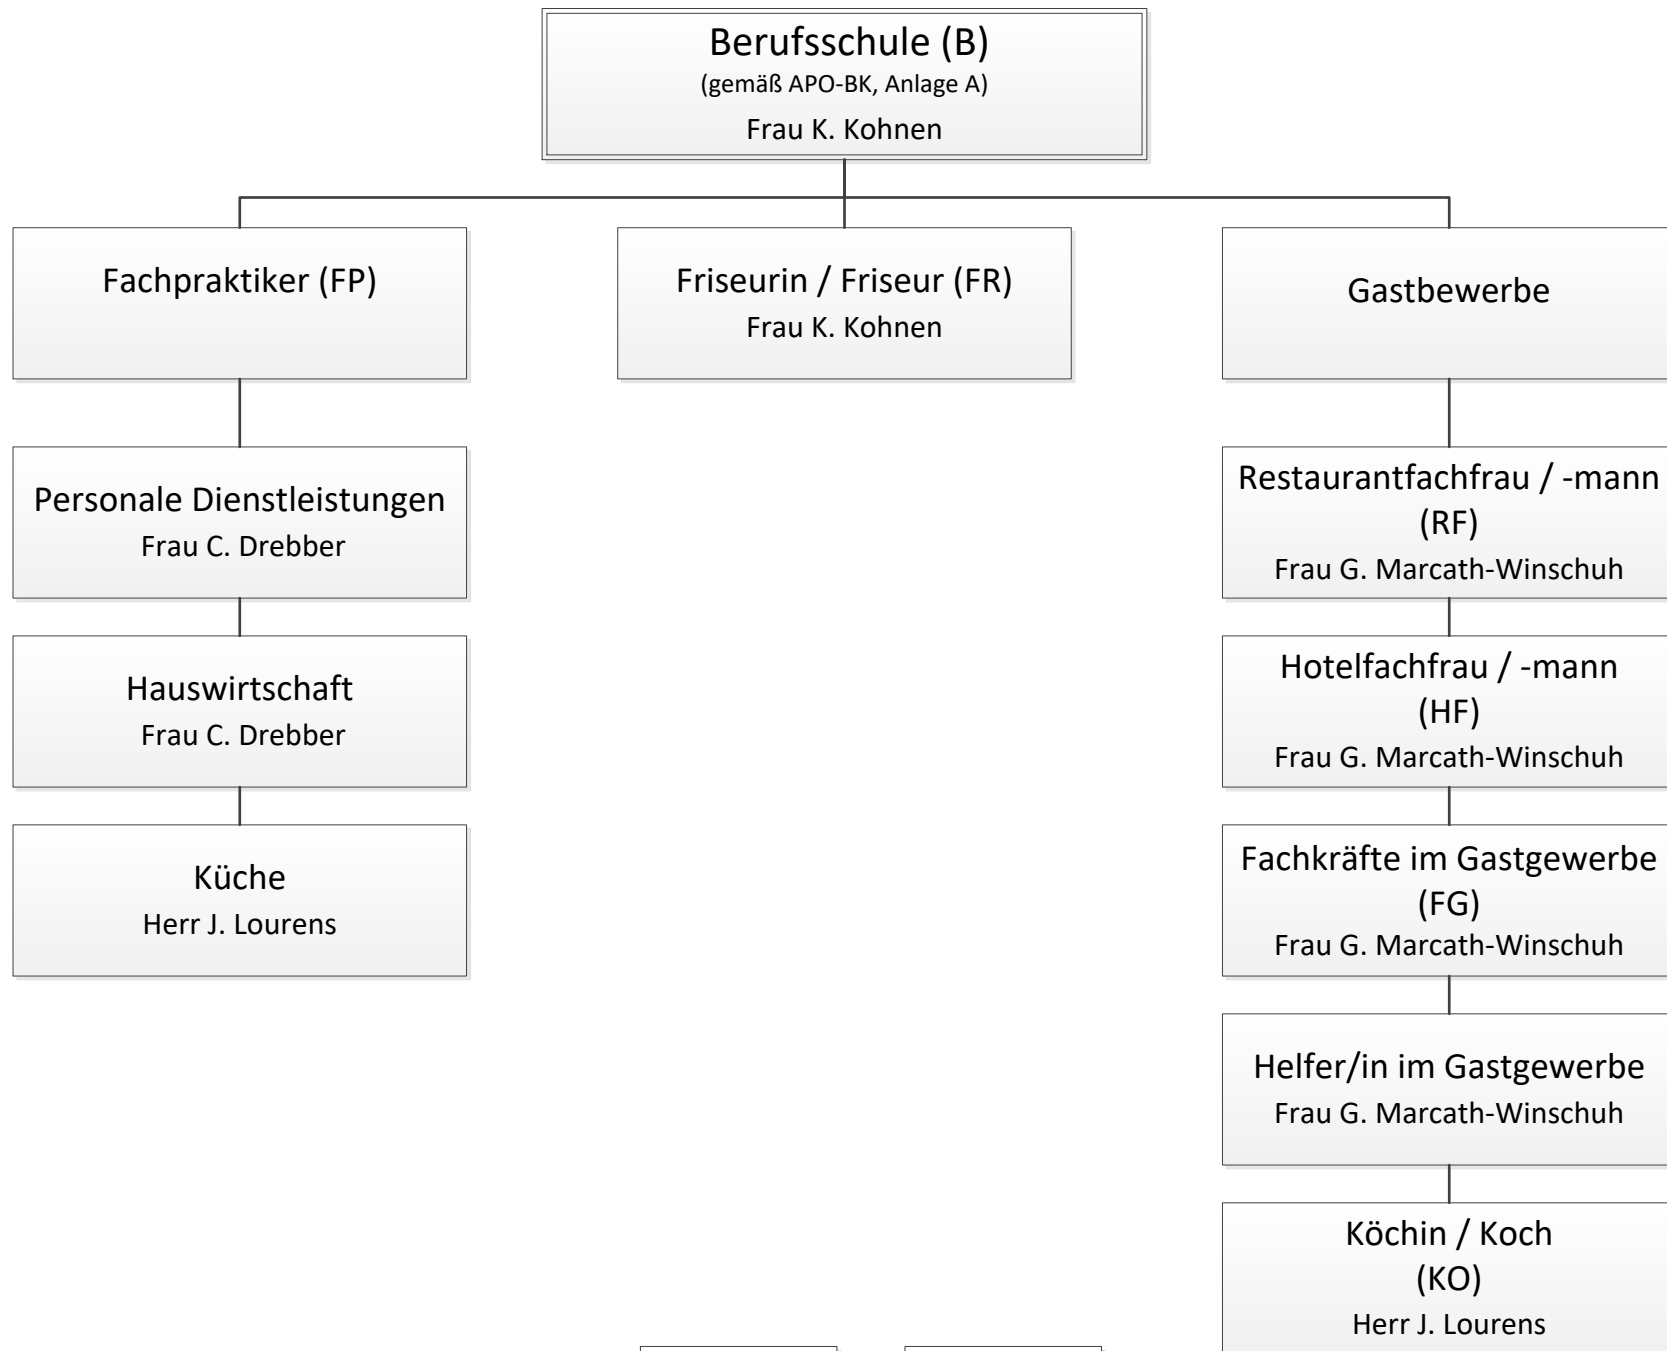 Berufsschule (B)
(gemäß APO-BK, Anlage A)
Frau K. Kohnen
Fachpraktiker (FP)
Friseurin / Friseur (FR)
Frau K. Kohnen
Gastbewerbe
Personale Dienstleistungen
Frau C. Drebber
Hauswirtschaft
Frau C. Drebber
Küche
Herr J. Lourens
Restaurantfachfrau / -mann
(RF)
Frau G. Marcath-Winschuh
Hotelfachfrau / -mann
(HF)
Frau G. Marcath-Winschuh
Fachkräfte im Gastgewerbe
(FG)
Frau G. Marcath-Winschuh
Helfer/in im Gastgewerbe
Frau G. Marcath-Winschuh
Köchin / Koch
(KO)
Herr J. Lourens